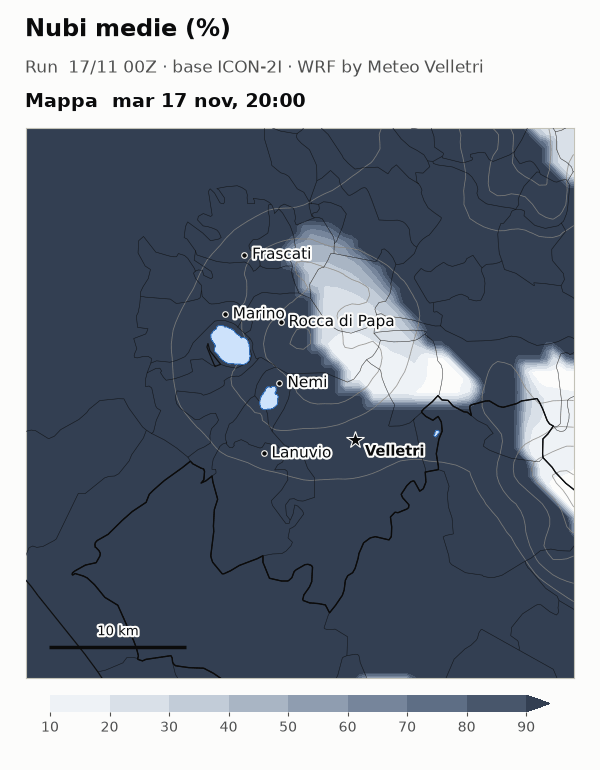 Nubi medie (%)
Run  17/11 00Z · base ICON-2I · WRF by Meteo Velletri
Mappa  mar 17 nov, 20:00
Frascati
Marino
Rocca di Papa
Nemi
Velletri
Lanuvio
10 km
10 20 30 40 50 60 70 80 90